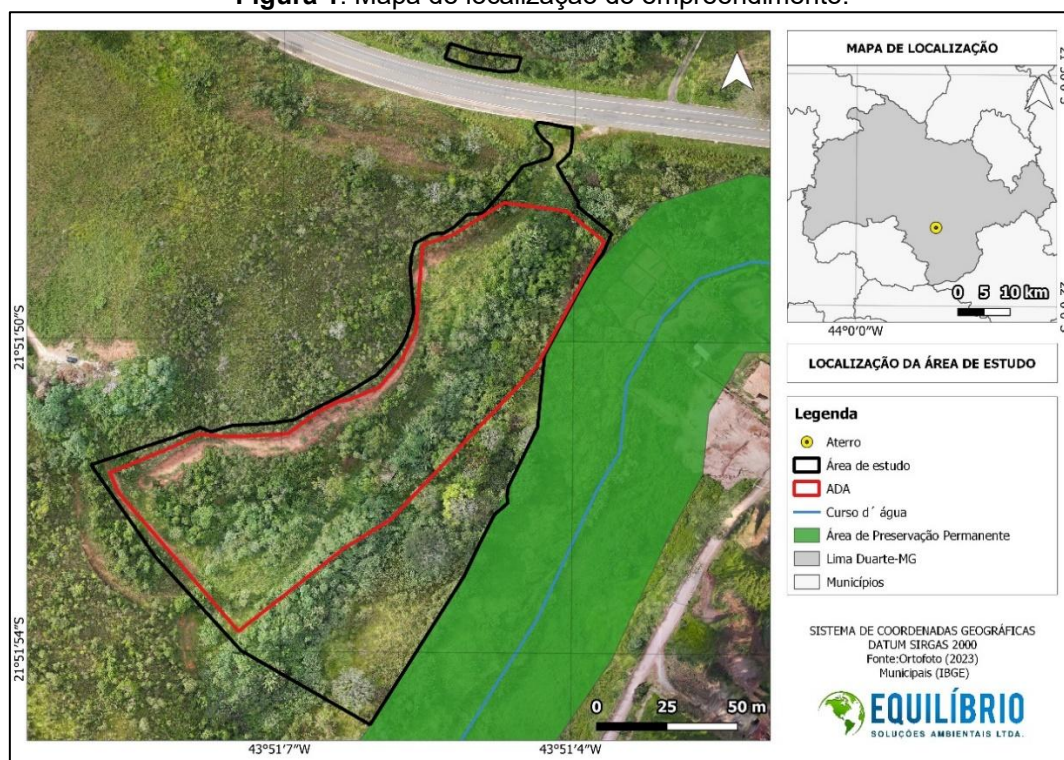 Figura 1. Mapa de localização do empreendimento.
MAPA DE LOCALIZAÇÃO
0 5 10 km
44°0'0"W
LOCALIZAÇÃO DA ÁREA DE ESTUDO
Legenda
Aterro
Área de estudo
ADA
Curso d´ água
Área de Preservação Permanente
Lima Duarte-MG
Municípios
SISTEMA DE COORDENADAS GEOGRÁFICAS
DATUM SIRGAS 2000
Fonte:Ortofoto (2023)
Municipais (IBGE)
EQUILÍBRIO
SOLUÇÕES AMBIENTAIS LTDA.
21°51'50"S
21°51'54"S
0 25 50 m
43°51'7"W
43°51'4"W